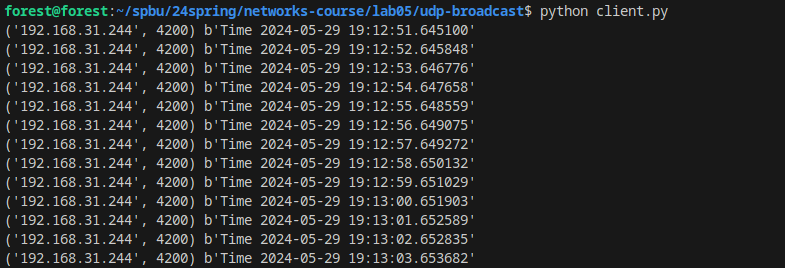 forest@forest:~/spbu/24spring/networks-course/lab05/udp-broadcast$ python client.py
('192.168.31.244', 4200) b'Time 2024-05-29 19:12:51.645100'
('192.168.31.244', 4200) b'Time 2024-05-29 19:12:52.645848'
('192.168.31.244', 4200) b'Time 2024-05-29 19:12:53.646776'
('192.168.31.244', 4200) b'Time 2024-05-29 19:12:54.647658'
('192.168.31.244', 4200) b'Time 2024-05-29 19:12:55.648559'
('192.168.31.244', 4200) b'Time 2024-05-29 19:12:56.649075'
('192.168.31.244', 4200) b'Time 2024-05-29 19:12:57.649272'
('192.168.31.244', 4200) b'Time 2024-05-29 19:12:58.650132'
('192.168.31.244', 4200) b'Time 2024-05-29 19:12:59.651029'
('192.168.31.244', 4200) b'Time 2024-05-29 19:13:00.651903'
('192.168.31.244', 4200) b'Time 2024-05-29 19:13:01.652589'
('192.168.31.244', 4200) b'Time 2024-05-29 19:13:02.652835'
('192.168.31.244', 4200) b'Time 2024-05-29 19:13:03.653682'